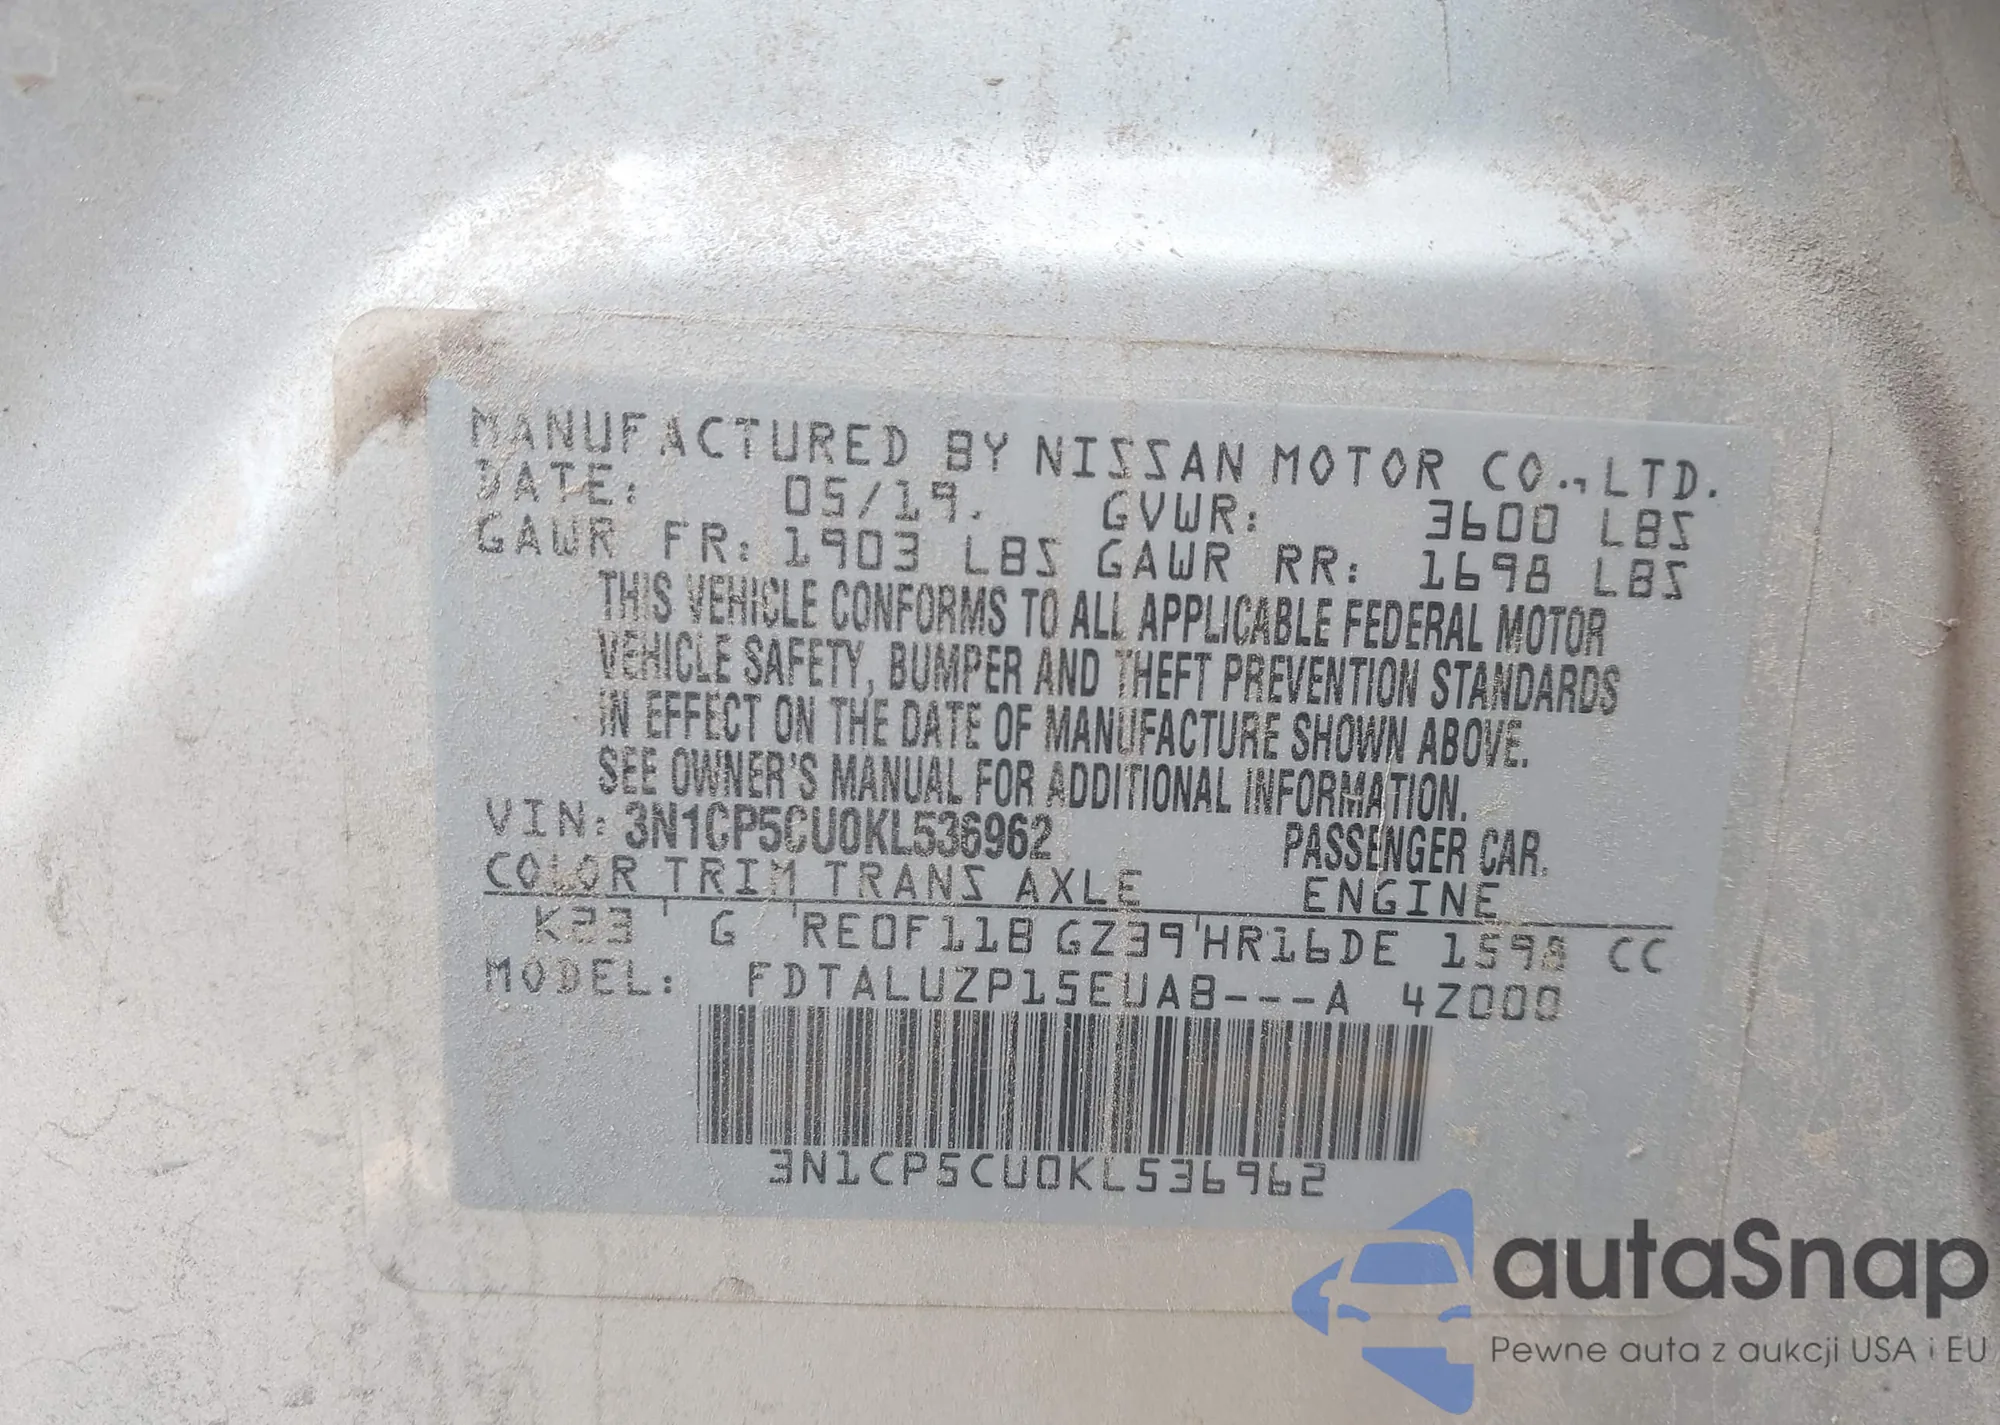 MANUFACTURED BY NISSAN MOTOR CO., LTD.
DATE: 05/19. GVWR: 3600 LBS
GAWR FR: 1903 LBS GAWR RR: 1698 LBS
THIS VEHICLE CONFORMS TO ALL APPLICABLE FEDERAL MOTOR
VEHICLE SAFETY, BUMPER AND THEFT PREVENTION STANDARDS
IN EFFECT ON THE DATE OF MANUFACTURE SHOWN ABOVE.
SEE OWNER'S MANUAL FOR ADDITIONAL INFORMATION.
VIN: 3N1CP5CU0KL536962 PASSENGER CAR.
COLOR TRIM TRANS AXLE ENGINE
K23 ' G 'RE0F11B GZ39'HR16DE 1598 CC
MODEL: FDTALUZP15EUAB---A 4Z000
3N1CP5CU0KL536962
autaSnap
Pewne auta z aukcji USA i EU